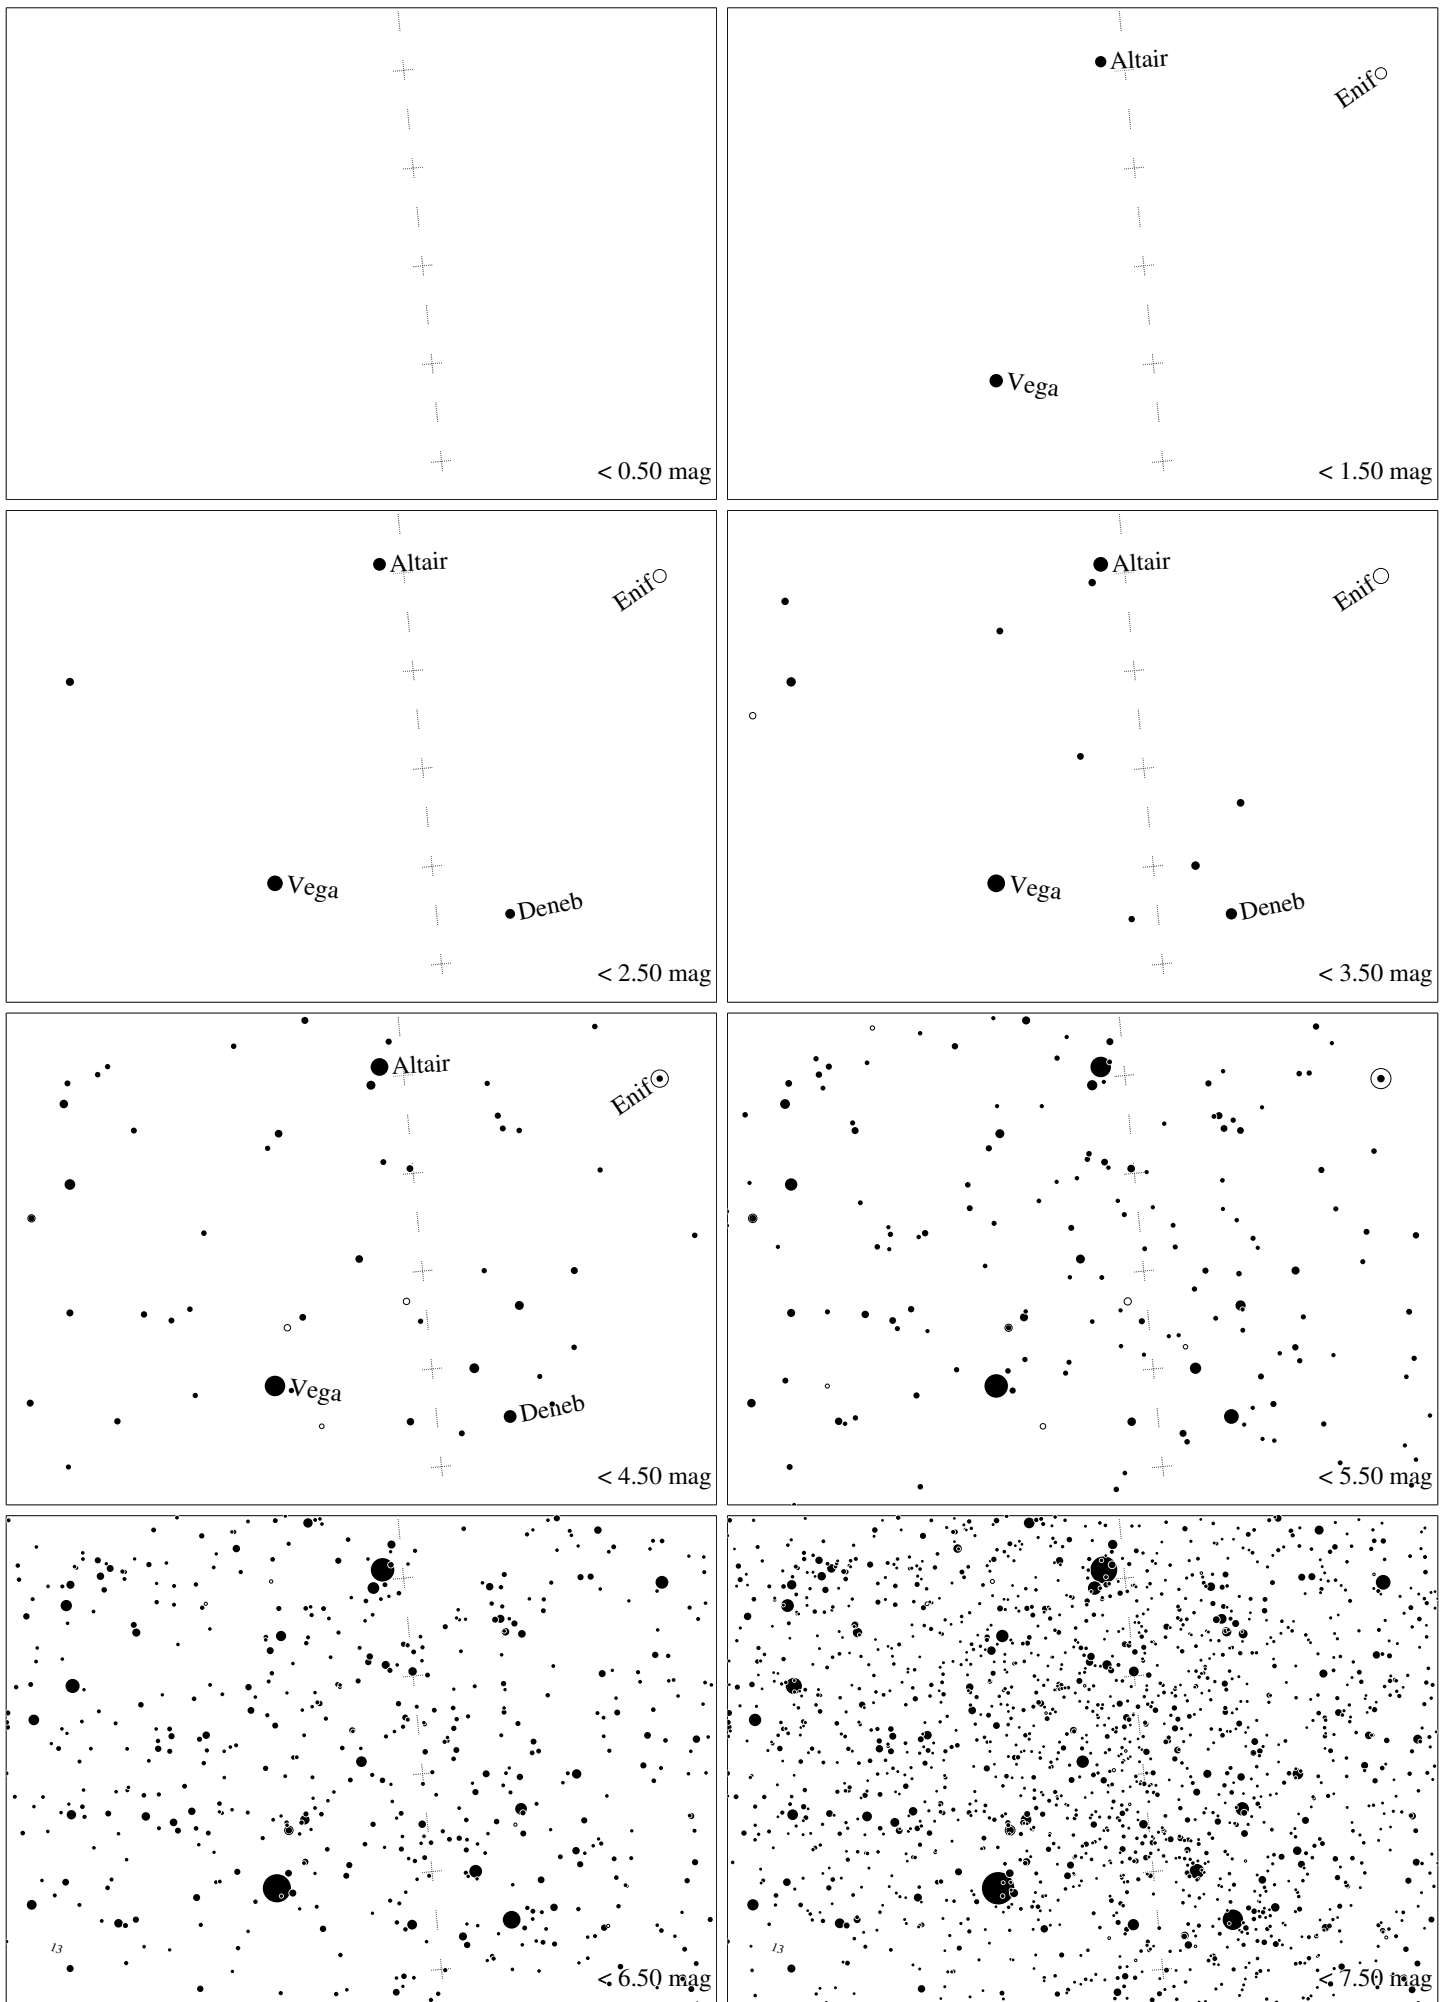 < 0.50 mag
Altair
Enif
Vega
< 1.50 mag
Altair
Enif
Vega
Deneb
< 2.50 mag
Altair
Enif
Vega
Deneb
< 3.50 mag
Altair
Enif
Vega
Deneb
< 4.50 mag
< 5.50 mag
13
< 6.50 mag
13
< 7.50 mag